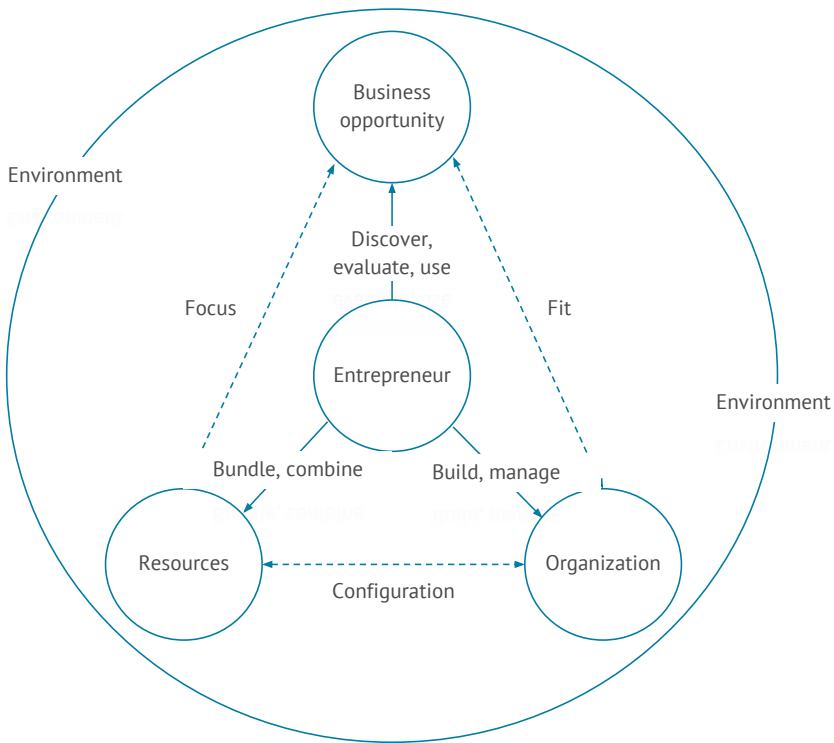 Business
opportunity
Environment
Discover,
evaluate, use
Focus
Fit
Entrepreneur
Environment
Bundle, combine
Build, manage
Resources
Organization
Configuration